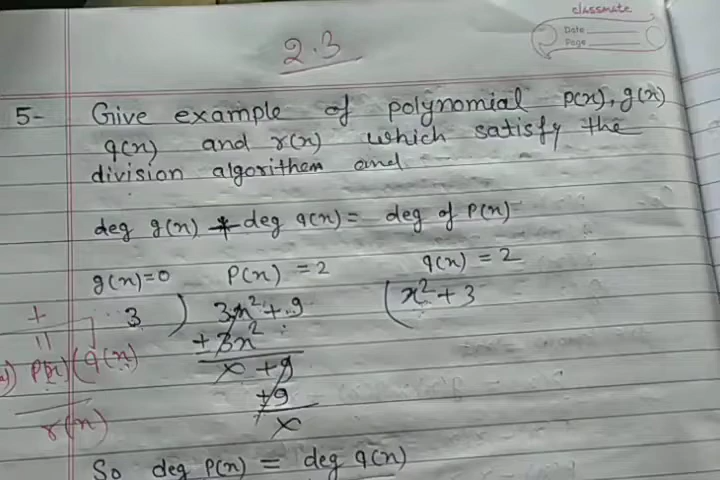 classmate
Date
Page
2.3
5- Give example of polynomial P(x), g(x)
q(x) and r(x) which satisfy the
division algorithem and
deg g(x) + deg q(x) = deg of P(x)
g(x)=0 P(x) = 2 q(x) = 2
3 ) 3x² + 9 ( x² + 3
+ 3x²
x + 9
+9
x
P(x) ( q(x)
r(x)
So deg P(x) = deg q(x)